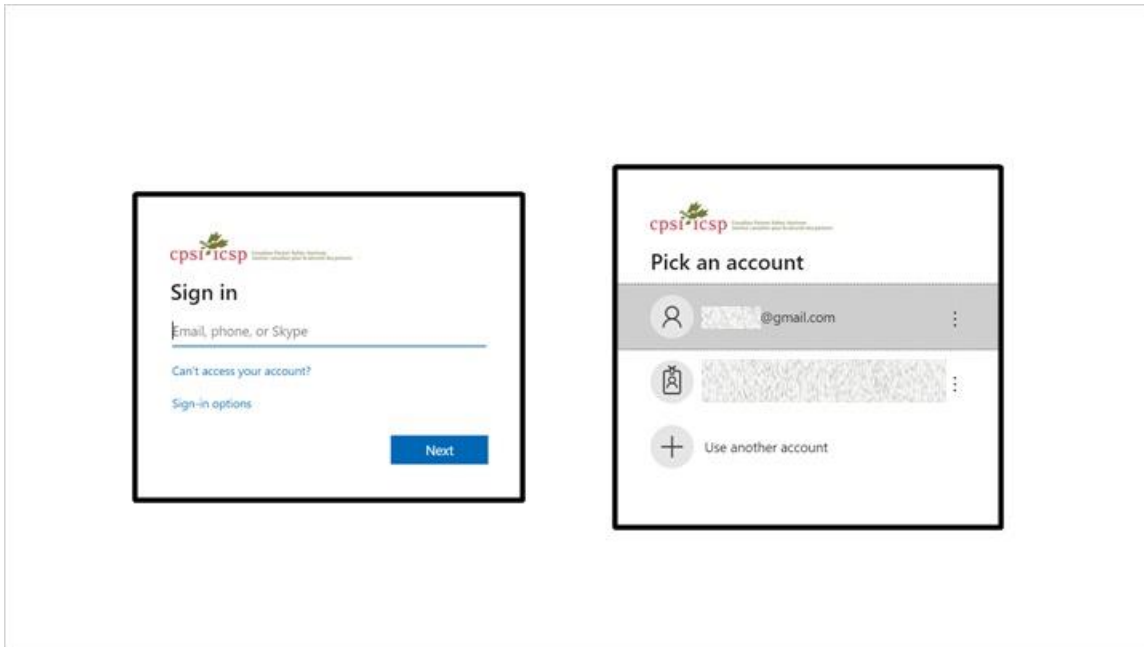 cpsi icsp
Sign in
Email, phone, or Skype
Can't access your account?
Sign-in options
Next
cpsi icsp
Pick an account
@gmail.com
Use another account